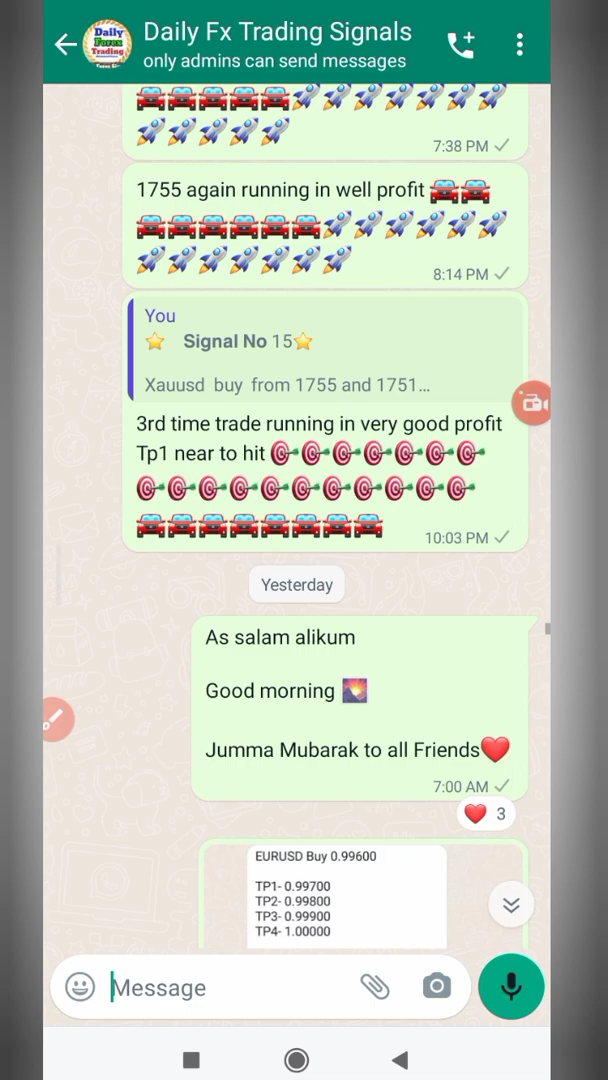 Daily
Forex
Trading
Daily Fx Trading Signals
only admins can send messages
7:38 PM
1755 again running in well profit 🚘🚘
🚘🚘🚘🚘🚘🚘🚀🚀🚀🚀🚀🚀
🚀🚀🚀🚀🚀🚀🚀
8:14 PM
You
⭐ Signal No 15⭐
Xauusd buy from 1755 and 1751...
3rd time trade running in very good profit
Tp1 near to hit 🎯🎯🎯🎯🎯🎯🎯
🎯🎯🎯🎯🎯🎯🎯🎯🎯🎯🎯
🚘🚘🚘🚘🚘🚘🚘🚘
10:03 PM
Yesterday
As salam alikum
Good morning 🌄
Jumma Mubarak to all Friends❤️
7:00 AM
❤️ 3
EURUSD Buy 0.99600
TP1- 0.99700
TP2- 0.99800
TP3- 0.99900
TP4- 1.00000
Message